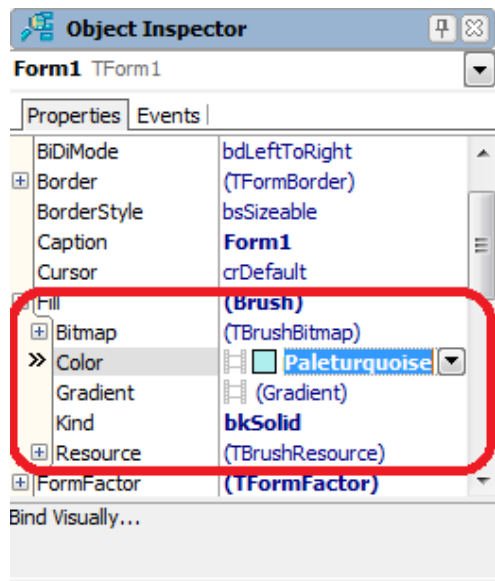 Object Inspector
Form1 TForm1
Properties Events
BiDiMode bdLeftToRight
Border (TFormBorder)
BorderStyle bsSizeable
Caption Form1
Cursor crDefault
Fill (Brush)
Bitmap (TBrushBitmap)
Color Paleturquoise
Gradient (Gradient)
Kind bkSolid
Resource (TBrushResource)
FormFactor (TFormFactor)
Bind Visually...